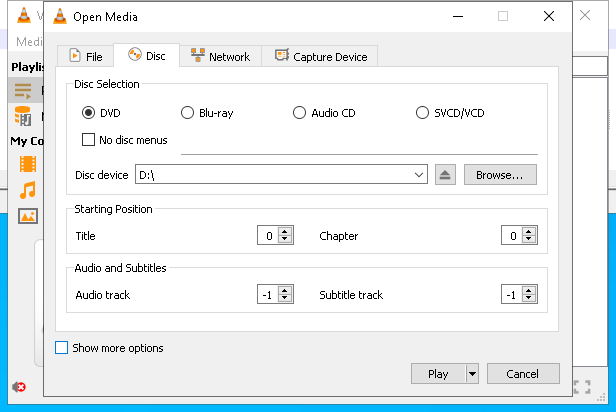 Open Media
Medi
File
Disc
Network
Capture Device
Playlis
Disc Selection
DVD
Blu-ray
Audio CD
SVCD/VCD
No disc menus
My Co
Disc device
D:\
Browse...
Starting Position
Title
0
Chapter
0
Audio and Subtitles
Audio track
-1
Subtitle track
-1
Show more options
Play
Cancel